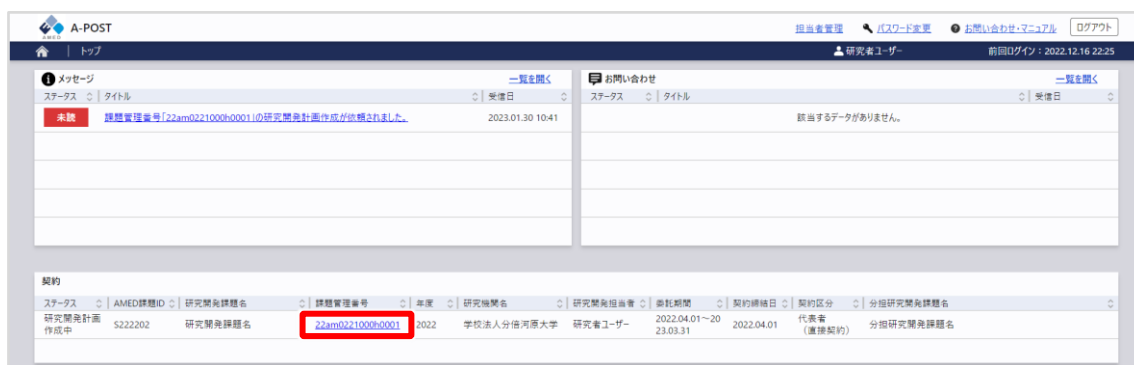 A-POST
AMED
担当者管理 パスワード変更 お問い合わせ・マニュアル ログアウト
トップ 研究者ユーザー 前回ログイン：2022.12.16 22:25
メッセージ 一覧を開く
ステータス タイトル 受信日
未読 課題管理番号「22am0221000h0001」の研究開発計画作成が依頼されました。 2023.01.30 10:41
お問い合わせ 一覧を開く
ステータス タイトル 受信日
該当するデータがありません。
契約
ステータス AMED課題ID 研究開発課題名 課題管理番号 年度 研究機関名 研究開発担当者 委託期間 契約締結日 契約区分 分担研究開発課題名
研究開発計画作成中 S222202 研究開発課題名 22am0221000h0001 2022 学校法人分倍河原大学 研究者ユーザー 2022.04.01～2023.03.31 2022.04.01 代表者（直接契約） 分担研究開発課題名